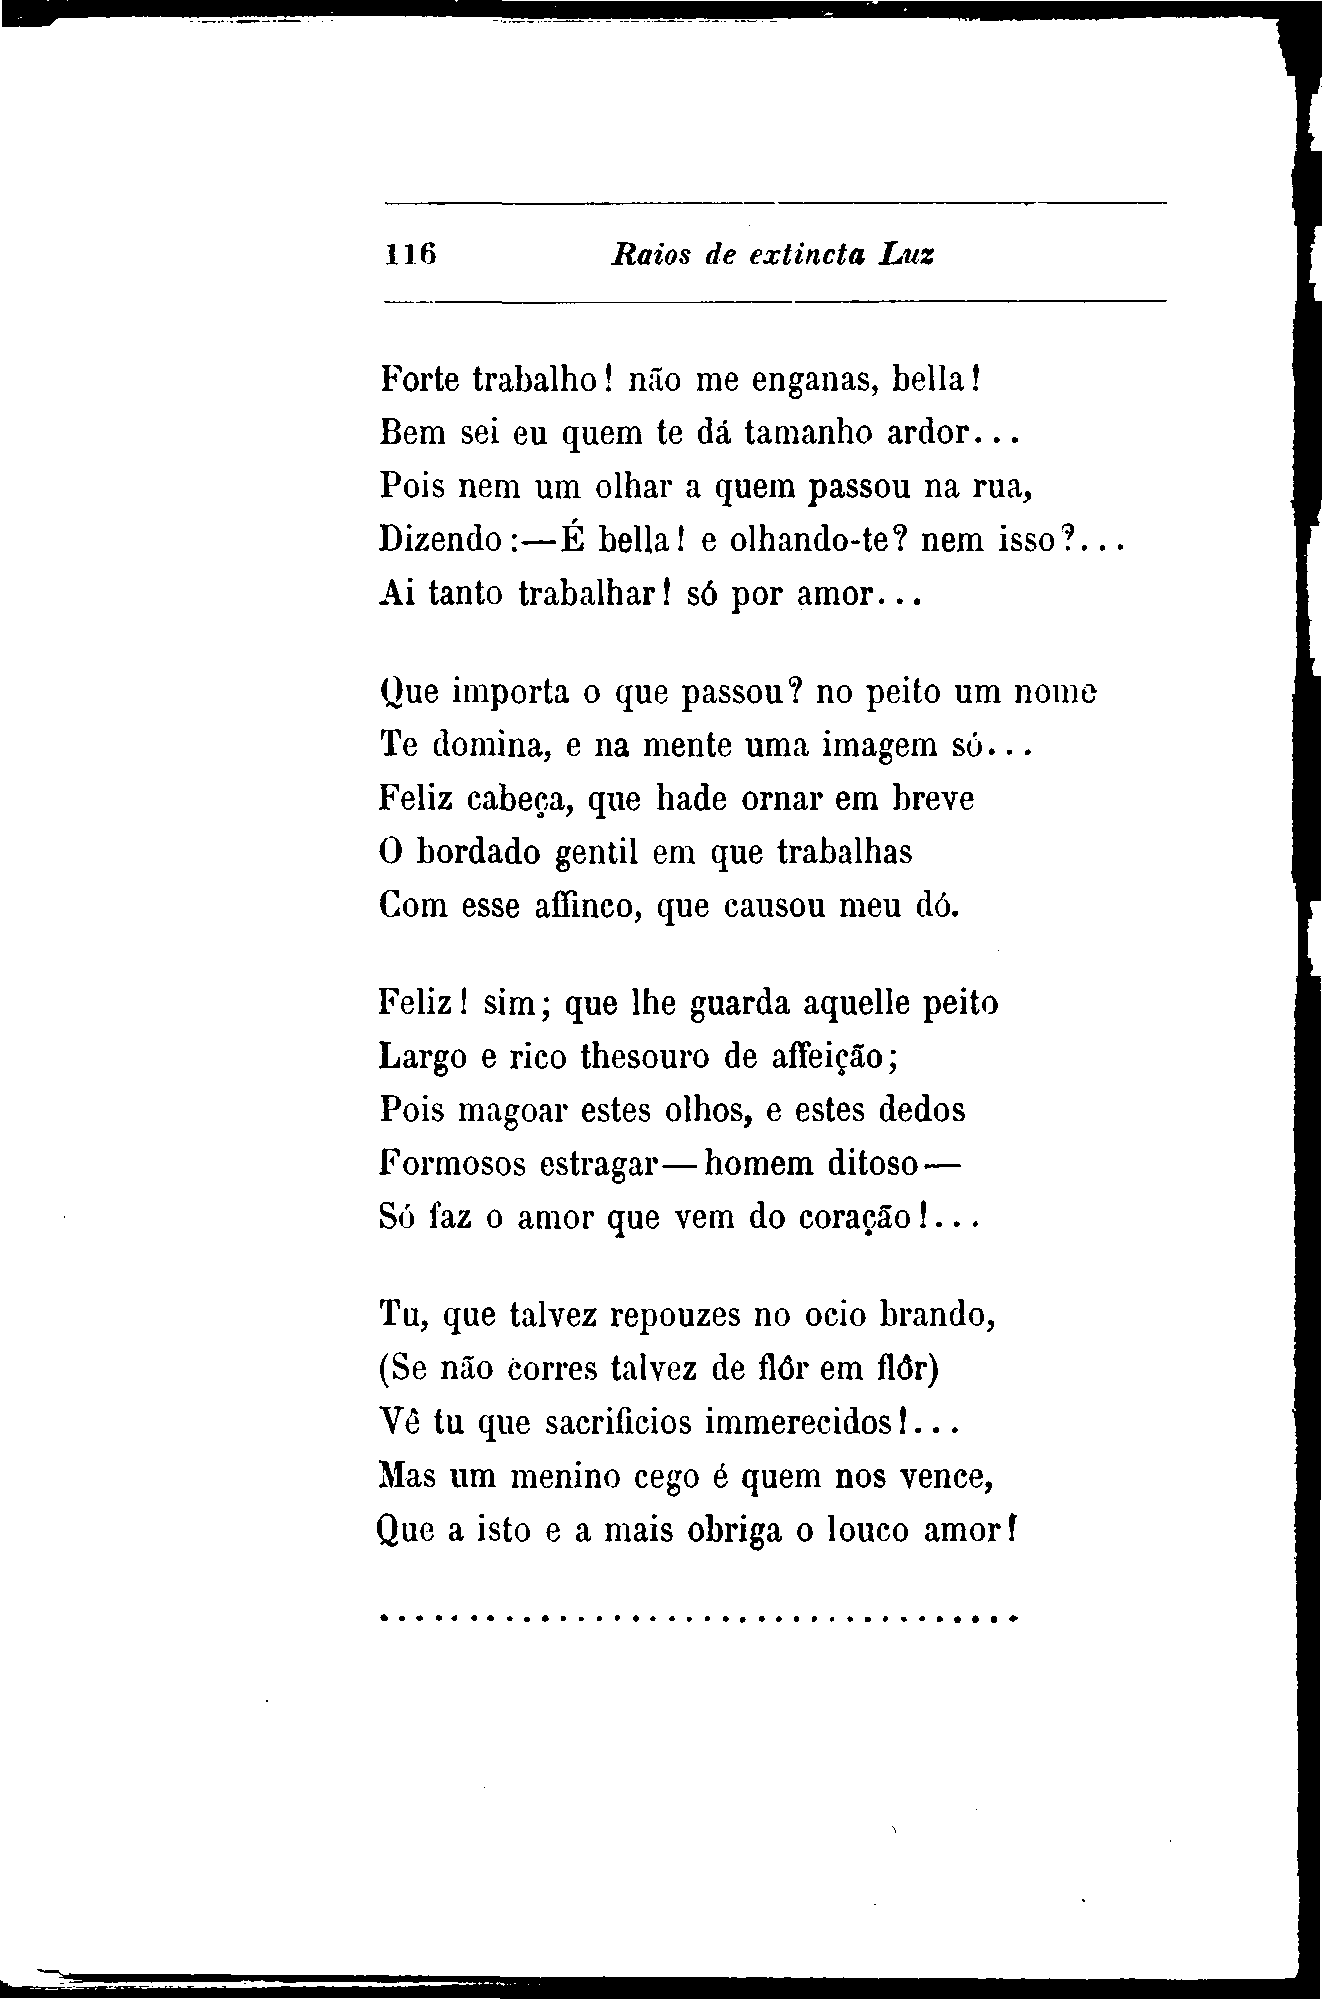 116 Raios de extincta Luz
Forte trabalho! não me enganas, bella!
Bem sei eu quem te dá tamanho ardor...
Pois nem um olhar a quem passou na rua,
Dizendo:—É bella! e olhando-te? nem isso?...
Ai tanto trabalhar! só por amor...
Que importa o que passou? no peito um nome
Te domina, e na mente uma imagem só...
Feliz cabeça, que hade ornar em breve
O bordado gentil em que trabalhas
Com esse affinco, que causou meu dó.
Feliz! sim; que lhe guarda aquelle peito
Largo e rico thesouro de affeição;
Pois magoar estes olhos, e estes dedos
Formosos estragar—homem ditoso—
Só faz o amor que vem do coração!...
Tu, que talvez repouzes no ocio brando,
(Se não corres talvez de flôr em flôr)
Vê tu que sacrificios immerecidos!...
Mas um menino cego é quem nos vence,
Que a isto e a mais obriga o louco amor!
....................................